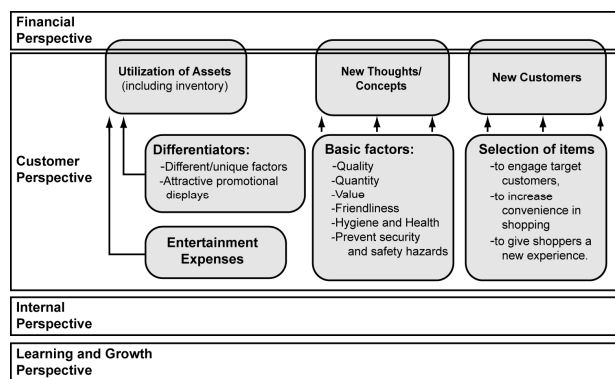 Financial
Perspective
Utilization of Assets
(including inventory)
New Thoughts/
Concepts
New Customers
Customer
Perspective
Differentiators:
-Different/unique factors
-Attractive promotional
displays
Entertainment
Expenses
Basic factors:
-Quality
-Quantity
-Value
-Friendliness
-Hygiene and Health
-Prevent security
and safety hazards
Selection of items
-to engage target
customers,
-to increase
convenience in
shopping
-to give shoppers a
new experience.
Internal
Perspective
Learning and Growth
Perspective